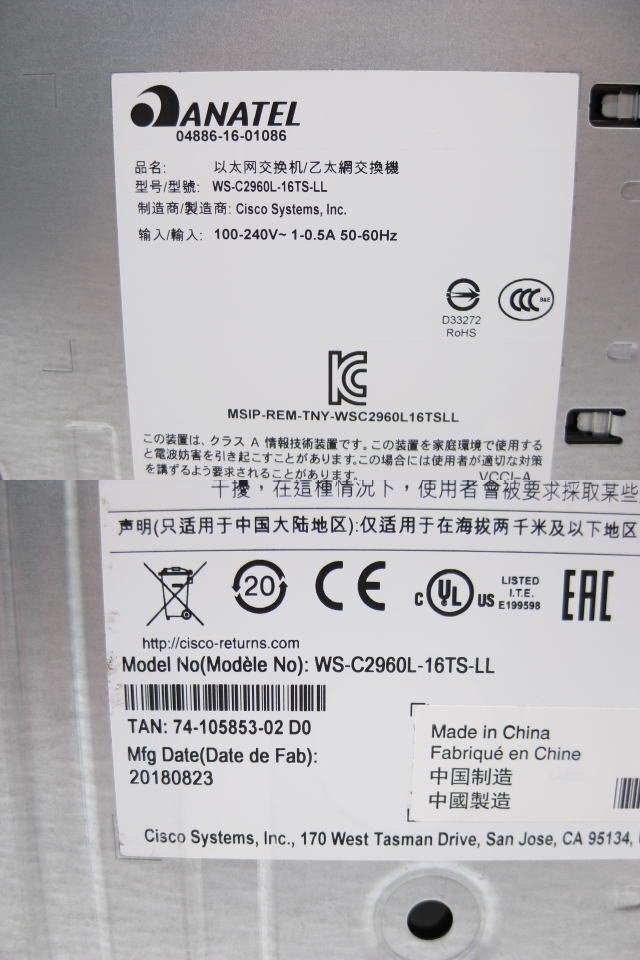 ANATEL
04886-16-01086
品名: 以太网交换机/乙太網交換機
型号/型號: WS-C2960L-16TS-LL
制造商/製造商: Cisco Systems, Inc.
输入/輸入: 100-240V~ 1-0.5A 50-60Hz
D33272
RoHS
CCC S&E
MSIP-REM-TNY-WSC2960L16TSLL
この装置は、クラス A 情報技術装置です。この装置を家庭環境で使用する
と電波妨害を引き起こすことがあります。この場合には使用者が適切な対策
を講ずるよう要求されることがあります。 VCCI-A
干擾，在這種情況下，使用者會被要求採取某些
声明(只适用于中国大陆地区):仅适用于在海拔两千米及以下地区
20
CE
c UL US LISTED
I.T.E.
E199598
EAC
http://cisco-returns.com
Model No(Modèle No): WS-C2960L-16TS-LL
TAN: 74-105853-02 D0
Mfg Date(Date de Fab):
20180823
Made in China
Fabriqué en Chine
中国制造
中國製造
Cisco Systems, Inc., 170 West Tasman Drive, San Jose, CA 95134,